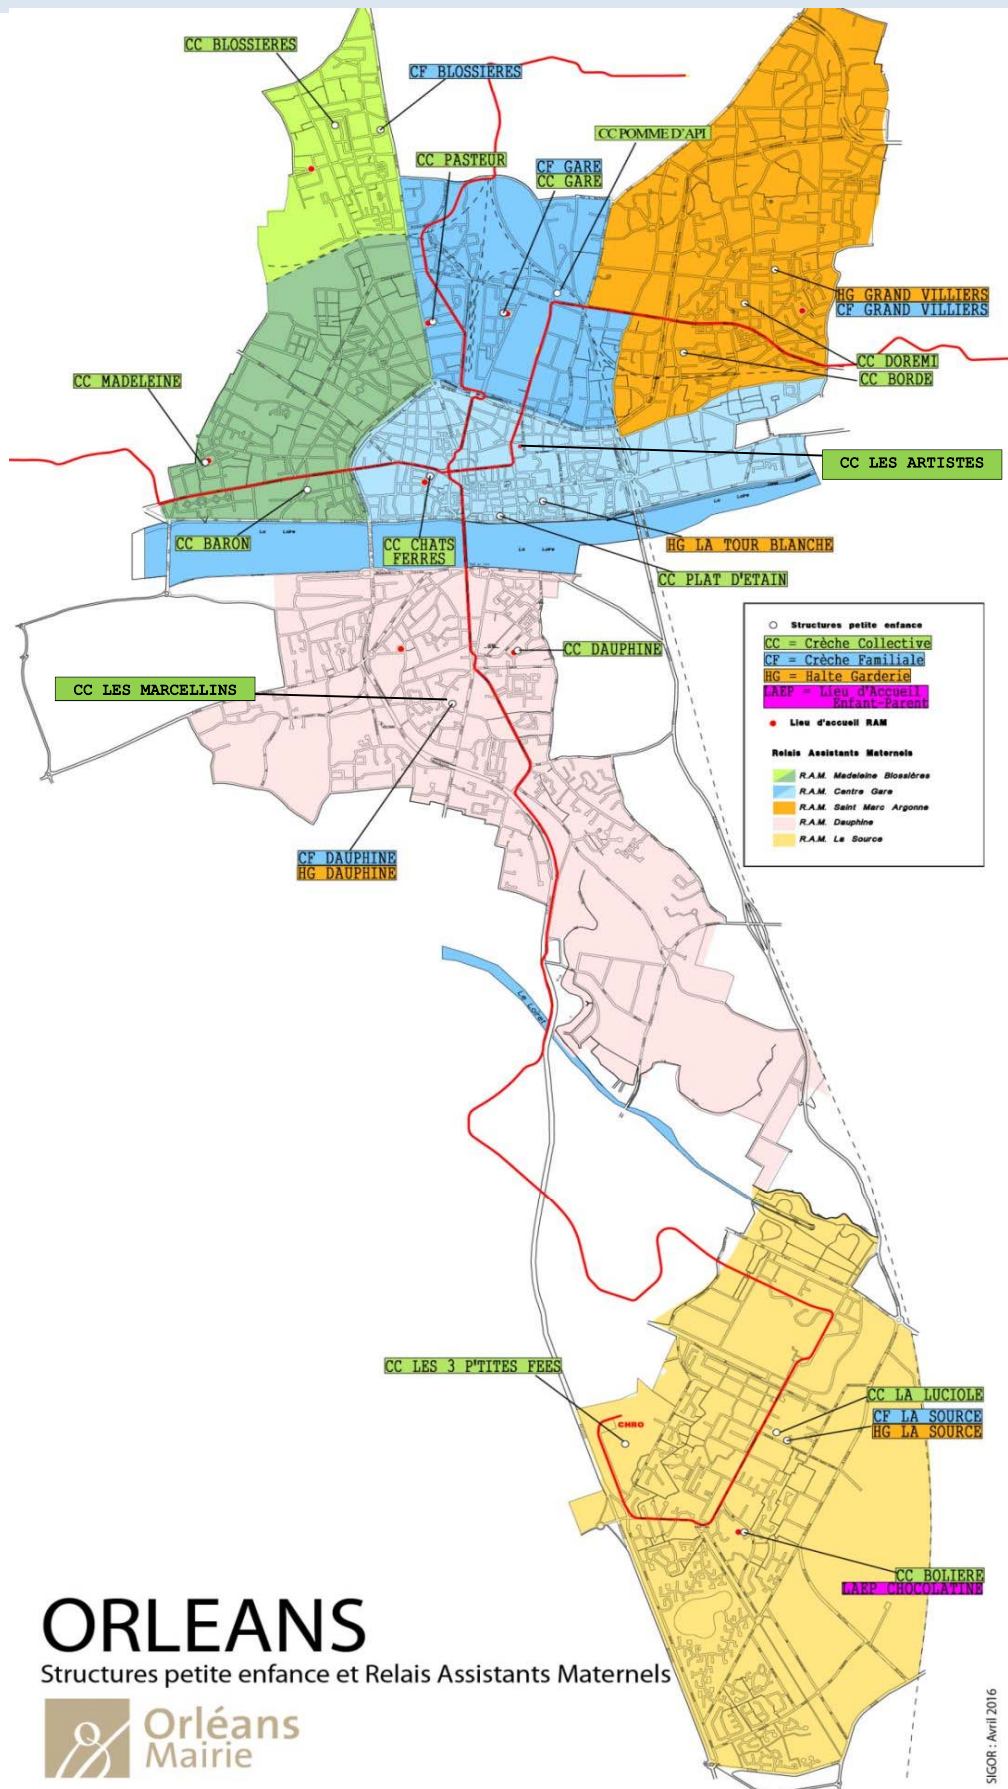 CC BLOSSIERES
CF BLOSSIERES
CC POMME D'API
CC PASTEUR
CF GARE
CC GARE
HG GRAND VILLIERS
CF GRAND VILLIERS
CC DOREMI
CC BORDE
CC MADELEINE
CC LES ARTISTES
CC BARON
CC CHATS
FERRES
HG LA TOUR BLANCHE
CC PLAT D'ETAIN
La Loire
La Loire
La Loire
CC DAUPHINE
CC LES MARCELLINS
CF DAUPHINE
HG DAUPHINE
Structures petite enfance
CC = Crèche Collective
CF = Crèche Familiale
HG = Halte Garderie
LAEP = Lieu d'Accueil
Enfant-Parent
Lieu d'accueil RAM
Relais Assistants Maternels
R.A.M. Madeleine Blossières
R.A.M. Centre Gare
R.A.M. Saint Marc Argonne
R.A.M. Dauphine
R.A.M. La Source
Le Loiret
CC LES 3 P'TITES FEES
CHRO
CC LA LUCIOLE
CF LA SOURCE
HG LA SOURCE
CC BOLIERE
LAEP CHOCOLATINE
ORLEANS
Structures petite enfance et Relais Assistants Maternels
Orléans
Mairie
SIGOR : Avril 2016